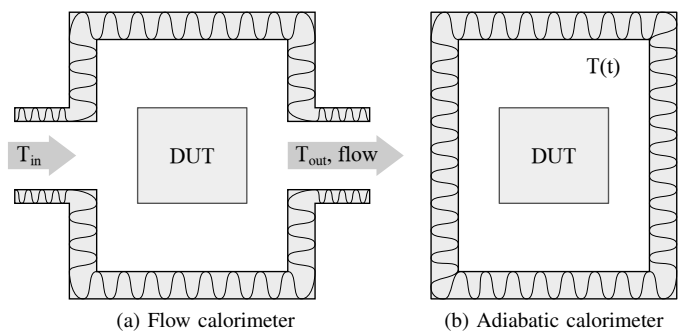 T(t)
T_in
DUT
T_out, flow
DUT
(a) Flow calorimeter
(b) Adiabatic calorimeter